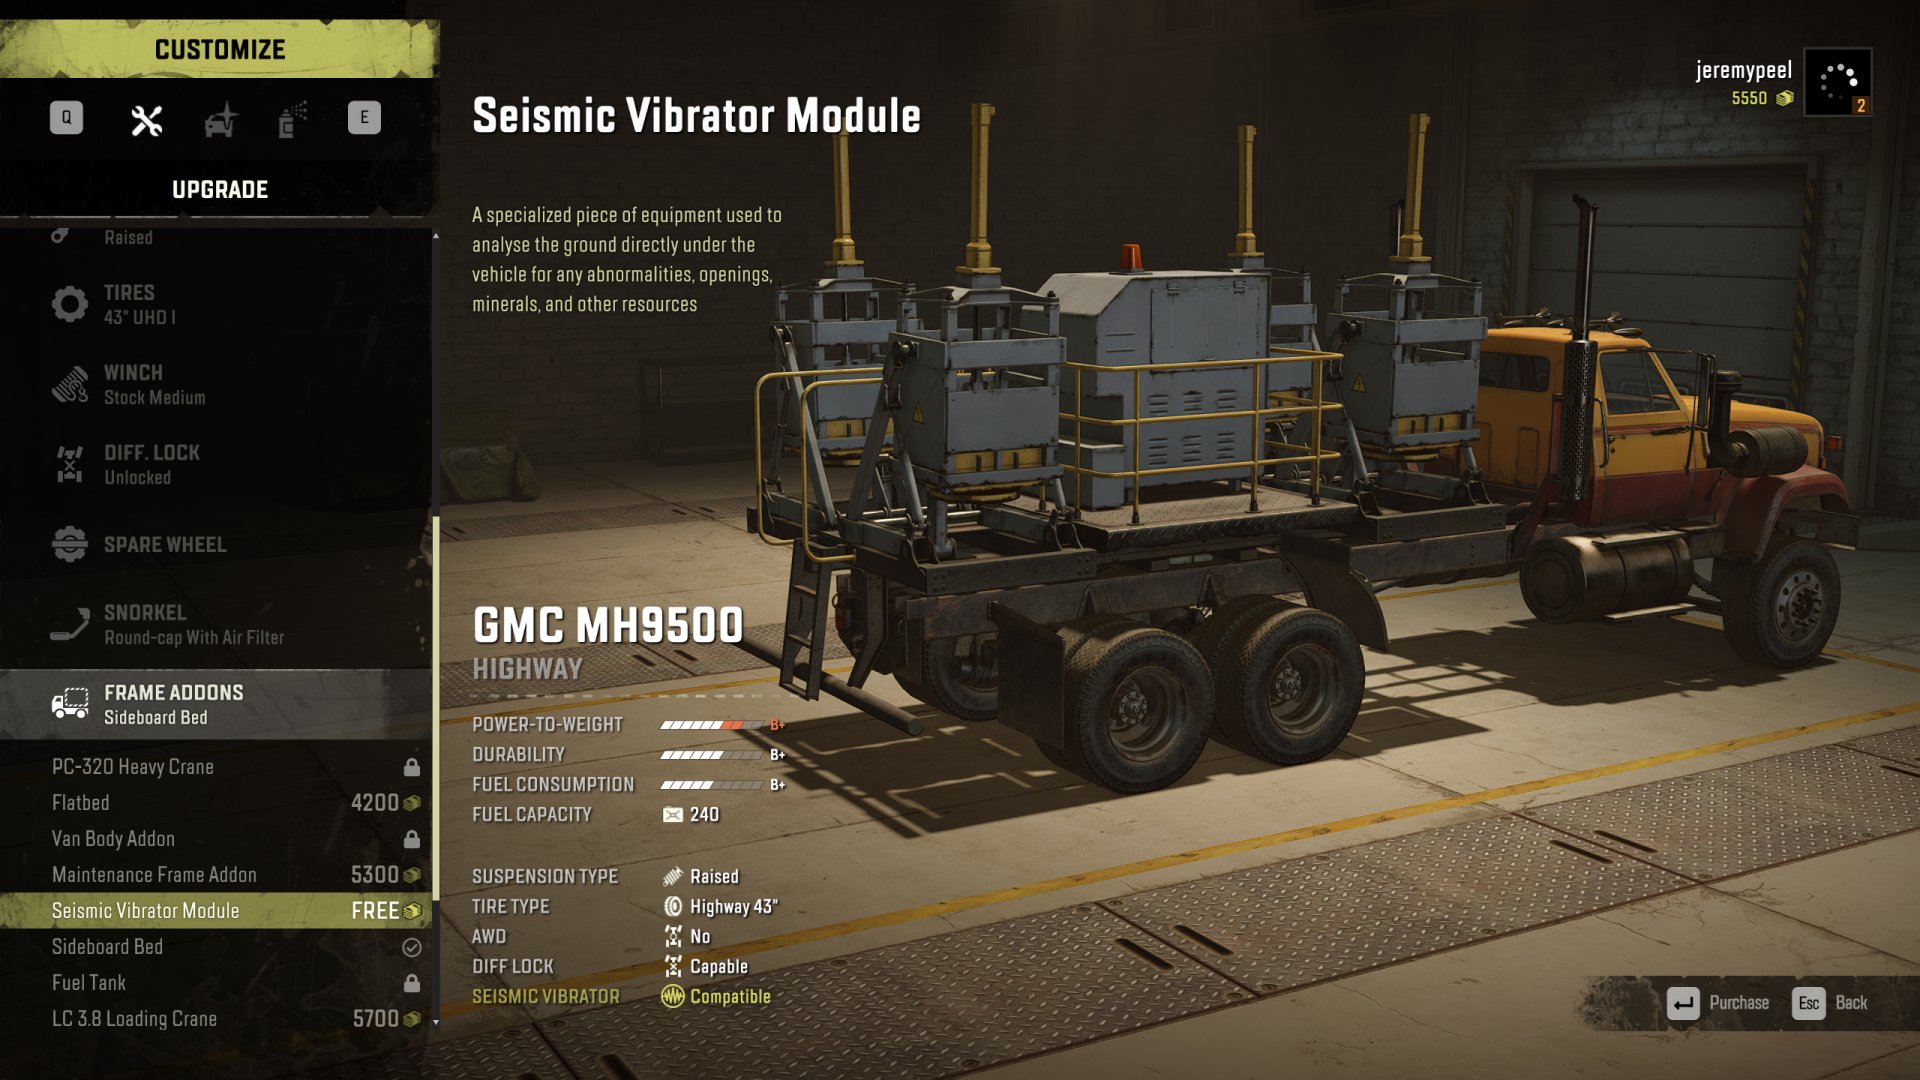 CUSTOMIZE
Q
E
UPGRADE
Raised
TIRES
43" UHD I
WINCH
Stock Medium
DIFF. LOCK
Unlocked
SPARE WHEEL
SNORKEL
Round-cap With Air Filter
FRAME ADDONS
Sideboard Bed
PC-320 Heavy Crane
Flatbed 4200
Van Body Addon
Maintenance Frame Addon 5300
Seismic Vibrator Module FREE
Sideboard Bed
Fuel Tank
LC 3.8 Loading Crane 5700
Seismic Vibrator Module
A specialized piece of equipment used to
analyse the ground directly under the
vehicle for any abnormalities, openings,
minerals, and other resources
GMC MH9500
HIGHWAY
POWER-TO-WEIGHT B+
DURABILITY B+
FUEL CONSUMPTION B+
FUEL CAPACITY 240
SUSPENSION TYPE Raised
TIRE TYPE Highway 43"
AWD No
DIFF LOCK Capable
SEISMIC VIBRATOR Compatible
jeremypeel
5550
2
Purchase
Esc Back